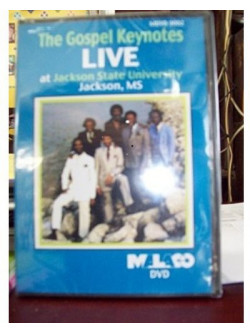 The Gospel Keynotes
LIVE
at Jackson State University
Jackson, MS
MALACO
DVD